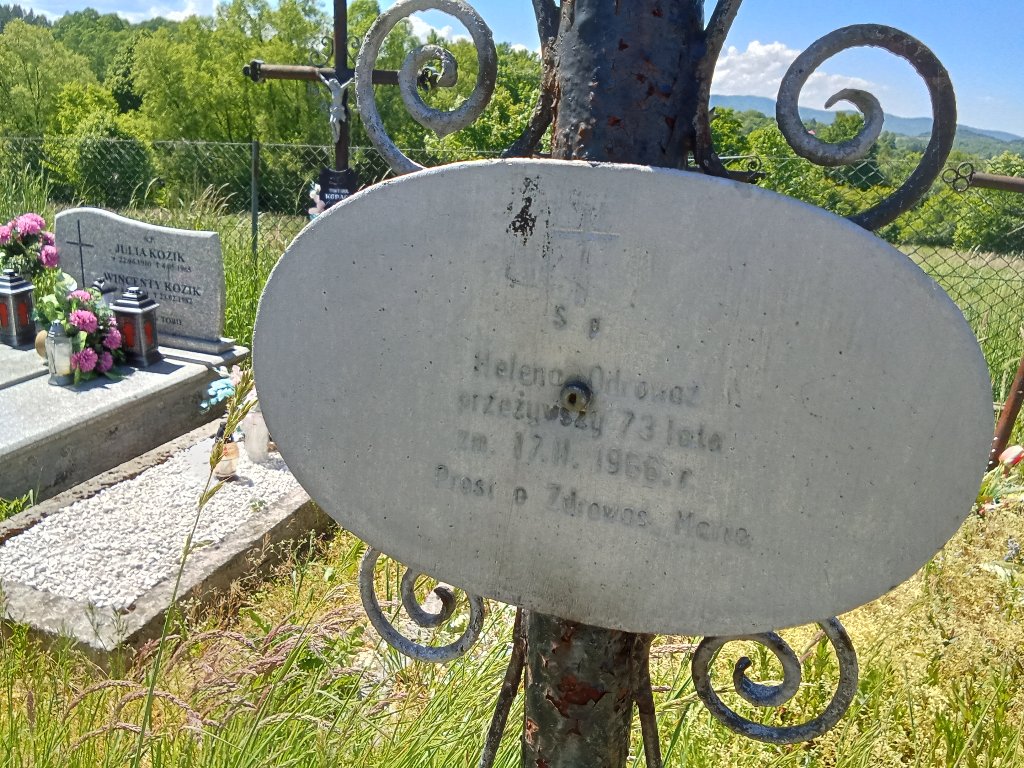 Ś.P.
JULIA KOZIK
WINCENTY KOZIK
S. p
Helena Odrowąż
przeżywszy 73 lata
zm. 17.II. 1966.r.
Prosi o Zdrowaś Maria